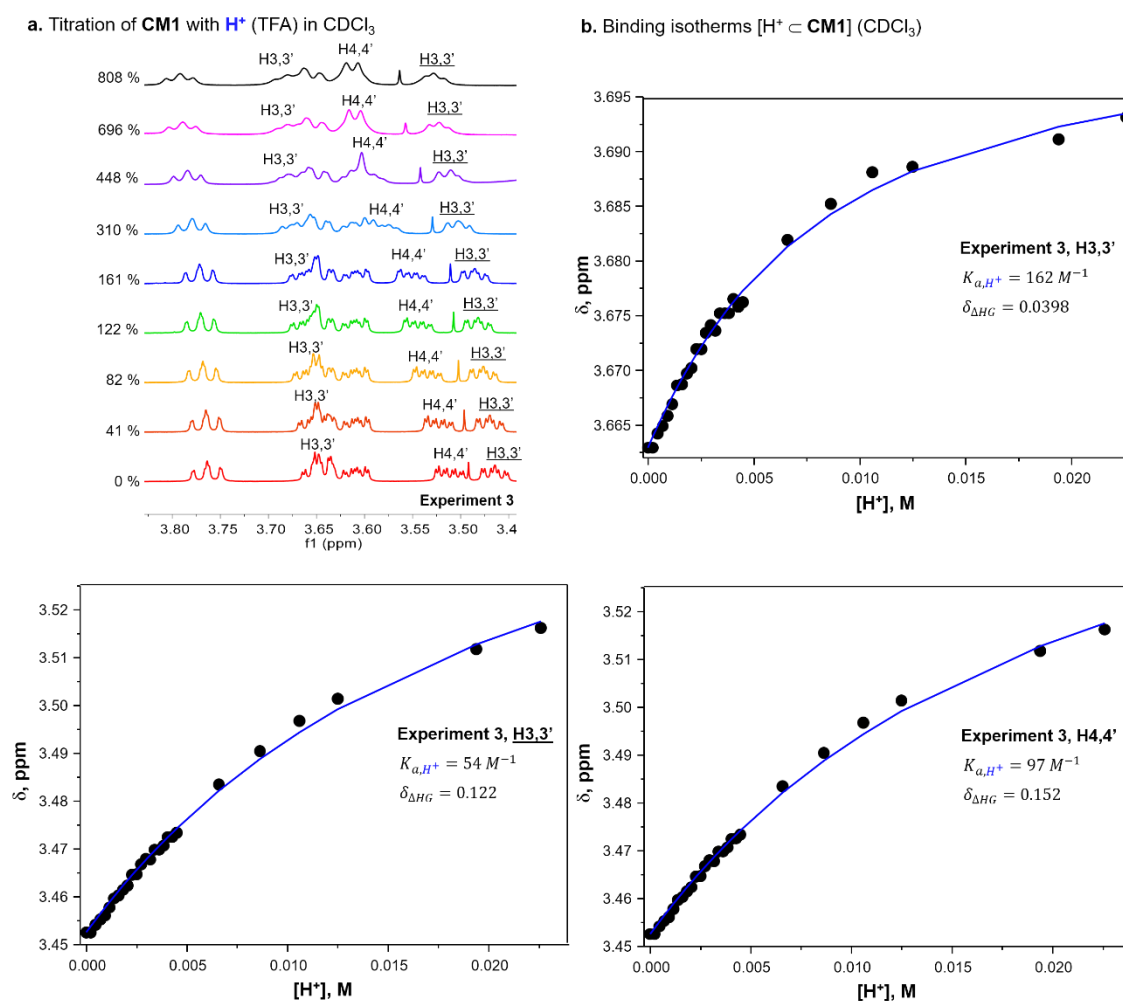 a. Titration of CM1 with H⁺ (TFA) in CDCl₃
808 %
H3,3'
H4,4'
H3,3'
696 %
H3,3'
H4,4'
H3,3'
448 %
H3,3'
H4,4'
H3,3'
310 %
H3,3'
H4,4'
H3,3'
161 %
H3,3'
H4,4'
H3,3'
122 %
H3,3'
H4,4'
H3,3'
82 %
H3,3'
H4,4'
H3,3'
41 %
H4,4'
H3,3'
0 %
H3,3'
H4,4'
H3,3'
Experiment 3
3.80 3.75 3.70 3.65 3.60 3.55 3.50 3.4
f1 (ppm)
b. Binding isotherms [H⁺ ⊂ CM1] (CDCl₃)
3.695
3.690
3.685
3.680
3.675
3.670
3.665
δ, ppm
Experiment 3, H3,3'
K_{a,H⁺} = 162 M⁻¹
δ_{ΔHG} = 0.0398
0.000 0.005 0.010 0.015 0.020
[H⁺], M
3.52
3.51
3.50
3.49
3.48
3.47
3.46
3.45
δ, ppm
Experiment 3, H3,3'
K_{a,H⁺} = 54 M⁻¹
δ_{ΔHG} = 0.122
0.000 0.005 0.010 0.015 0.020
[H⁺], M
3.52
3.51
3.50
3.49
3.48
3.47
3.46
3.45
δ, ppm
Experiment 3, H4,4'
K_{a,H⁺} = 97 M⁻¹
δ_{ΔHG} = 0.152
0.000 0.005 0.010 0.015 0.020
[H⁺], M